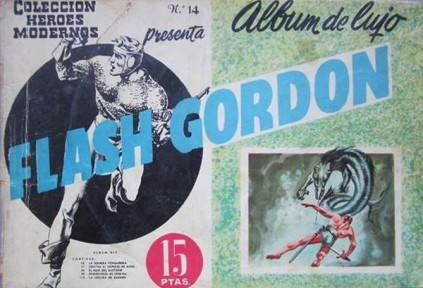 COLECCION
HEROES
MODERNOS
N.º 14
presenta
Album de lujo
FLASH GORDON
15
PTAS.